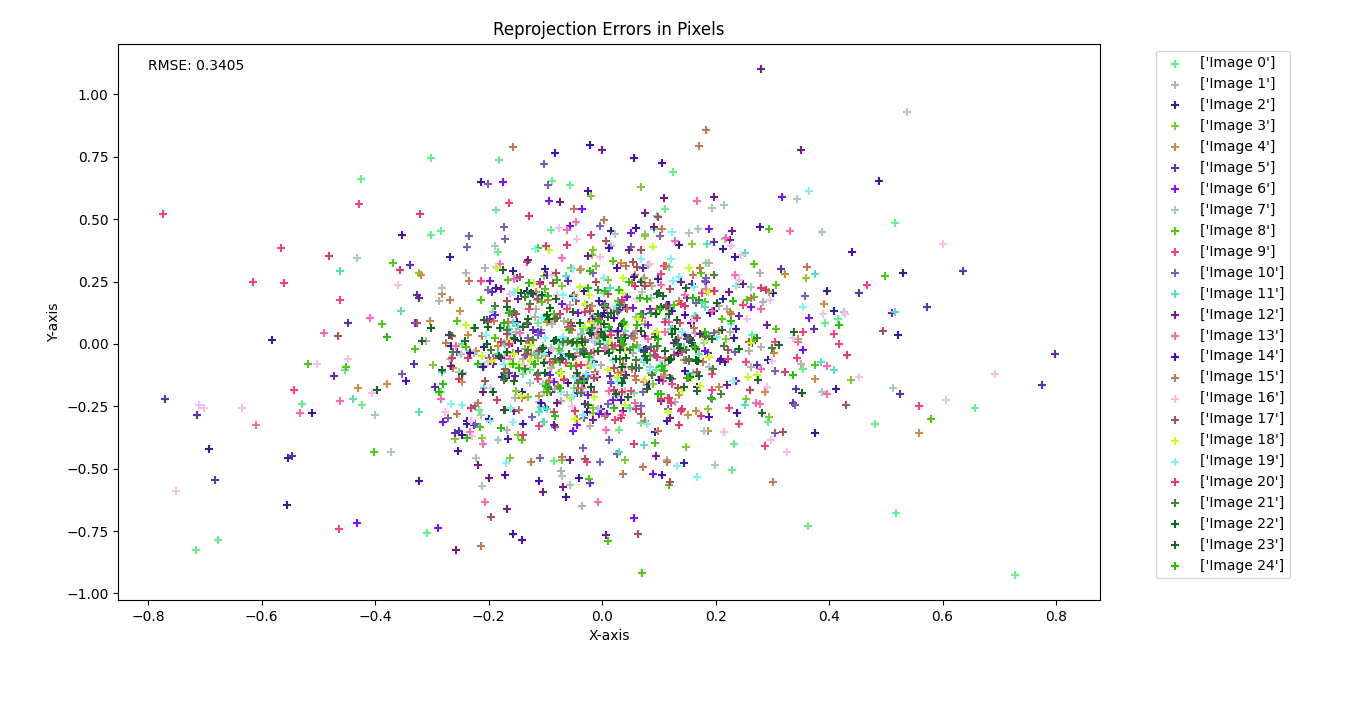 Reprojection Errors in Pixels
RMSE: 0.3405
1.00
0.75
0.50
0.25
0.00
−0.25
−0.50
−0.75
−1.00
Y-axis
−0.8 −0.6 −0.4 −0.2 0.0 0.2 0.4 0.6 0.8
X-axis
['Image 0']
['Image 1']
['Image 2']
['Image 3']
['Image 4']
['Image 5']
['Image 6']
['Image 7']
['Image 8']
['Image 9']
['Image 10']
['Image 11']
['Image 12']
['Image 13']
['Image 14']
['Image 15']
['Image 16']
['Image 17']
['Image 18']
['Image 19']
['Image 20']
['Image 21']
['Image 22']
['Image 23']
['Image 24']